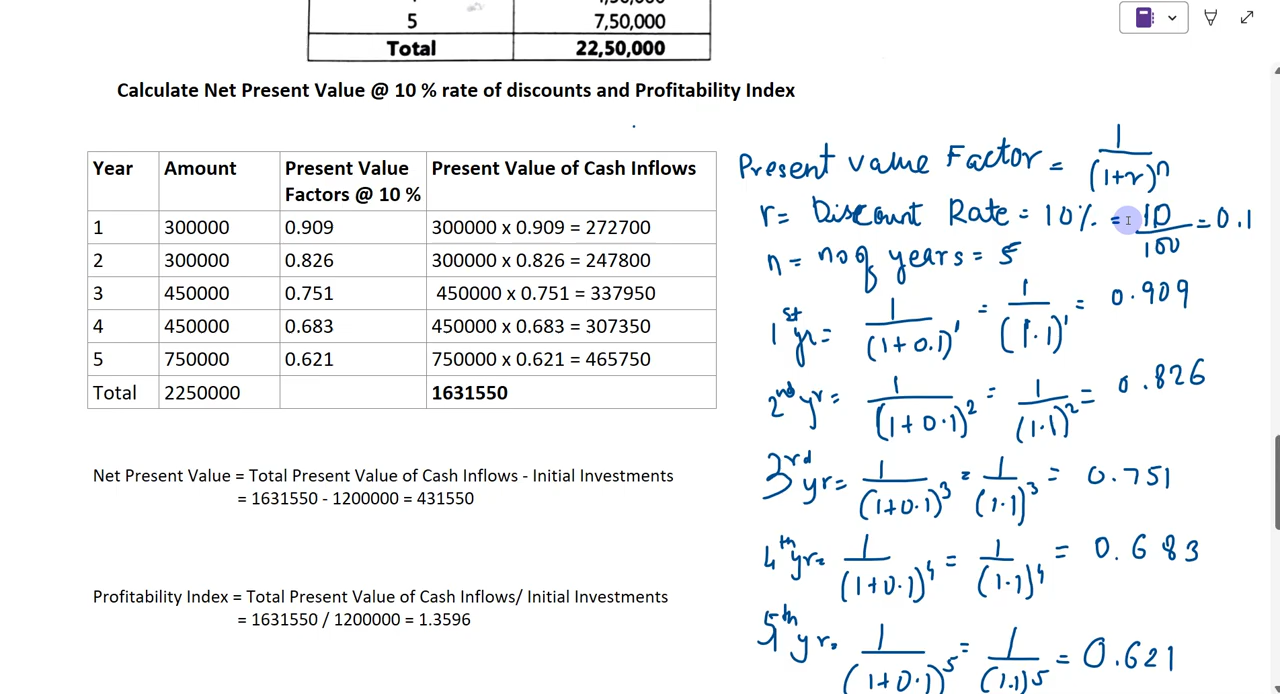 5 7,50,000
Total 22,50,000
Calculate Net Present Value @ 10 % rate of discounts and Profitability Index
Year Amount Present Value Factors @ 10 % Present Value of Cash Inflows
1 300000 0.909 300000 x 0.909 = 272700
2 300000 0.826 300000 x 0.826 = 247800
3 450000 0.751 450000 x 0.751 = 337950
4 450000 0.683 450000 x 0.683 = 307350
5 750000 0.621 750000 x 0.621 = 465750
Total 2250000 1631550
Net Present Value = Total Present Value of Cash Inflows - Initial Investments
= 1631550 - 1200000 = 431550
Profitability Index = Total Present Value of Cash Inflows/ Initial Investments
= 1631550 / 1200000 = 1.3596
Present value Factor = 1/(1+r)^n
r = Discount Rate = 10% = 10/100 = 0.1
n = no of years = 5
1st yr = 1/(1+0.1)^1 = 1/(1.1)^1 = 0.909
2nd yr = 1/(1+0.1)^2 = 1/(1.1)^2 = 0.826
3rd yr = 1/(1+0.1)^3 = 1/(1.1)^3 = 0.751
4th yr = 1/(1+0.1)^4 = 1/(1.1)^4 = 0.683
5th yr = 1/(1+0.1)^5 = 1/(1.1)^5 = 0.621